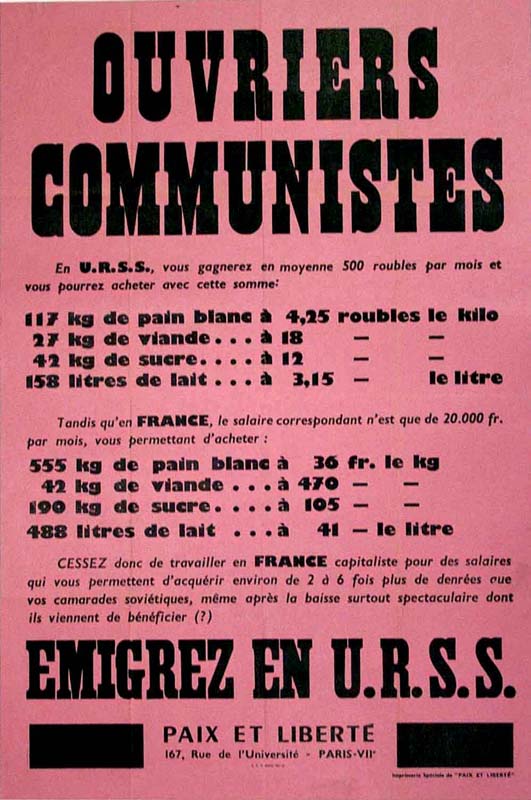 OUVRIERS
COMMUNISTES
En U.R.S.S., vous gagnerez en moyenne 500 roubles par mois et
vous pourrez acheter avec cette somme:
117 kg de pain blanc à 4,25 roubles le kilo
27 kg de viande... à 18 — —
42 kg de sucre.... à 12 — —
158 litres de lait ... à 3,15 — le litre
Tandis qu'en FRANCE, le salaire correspondant n'est que de 20.000 fr.
par mois, vous permettant d'acheter :
555 kg de pain blanc à 36 fr. le kg
42 kg de viande ... à 470 — —
190 kg de sucre.... à 105 — —
488 litres de lait ... à 41 — le litre
CESSEZ donc de travailler en FRANCE capitaliste pour des salaires
qui vous permettent d'acquérir environ de 2 à 6 fois plus de denrées que
vos camarades soviétiques, même après la baisse surtout spectaculaire dont
ils viennent de bénéficier (?)
EMIGREZ EN U.R.S.S.
PAIX ET LIBERTÉ
167, Rue de l'Université - PARIS-VIIe
Imprimerie Spéciale de "PAIX ET LIBERTÉ"